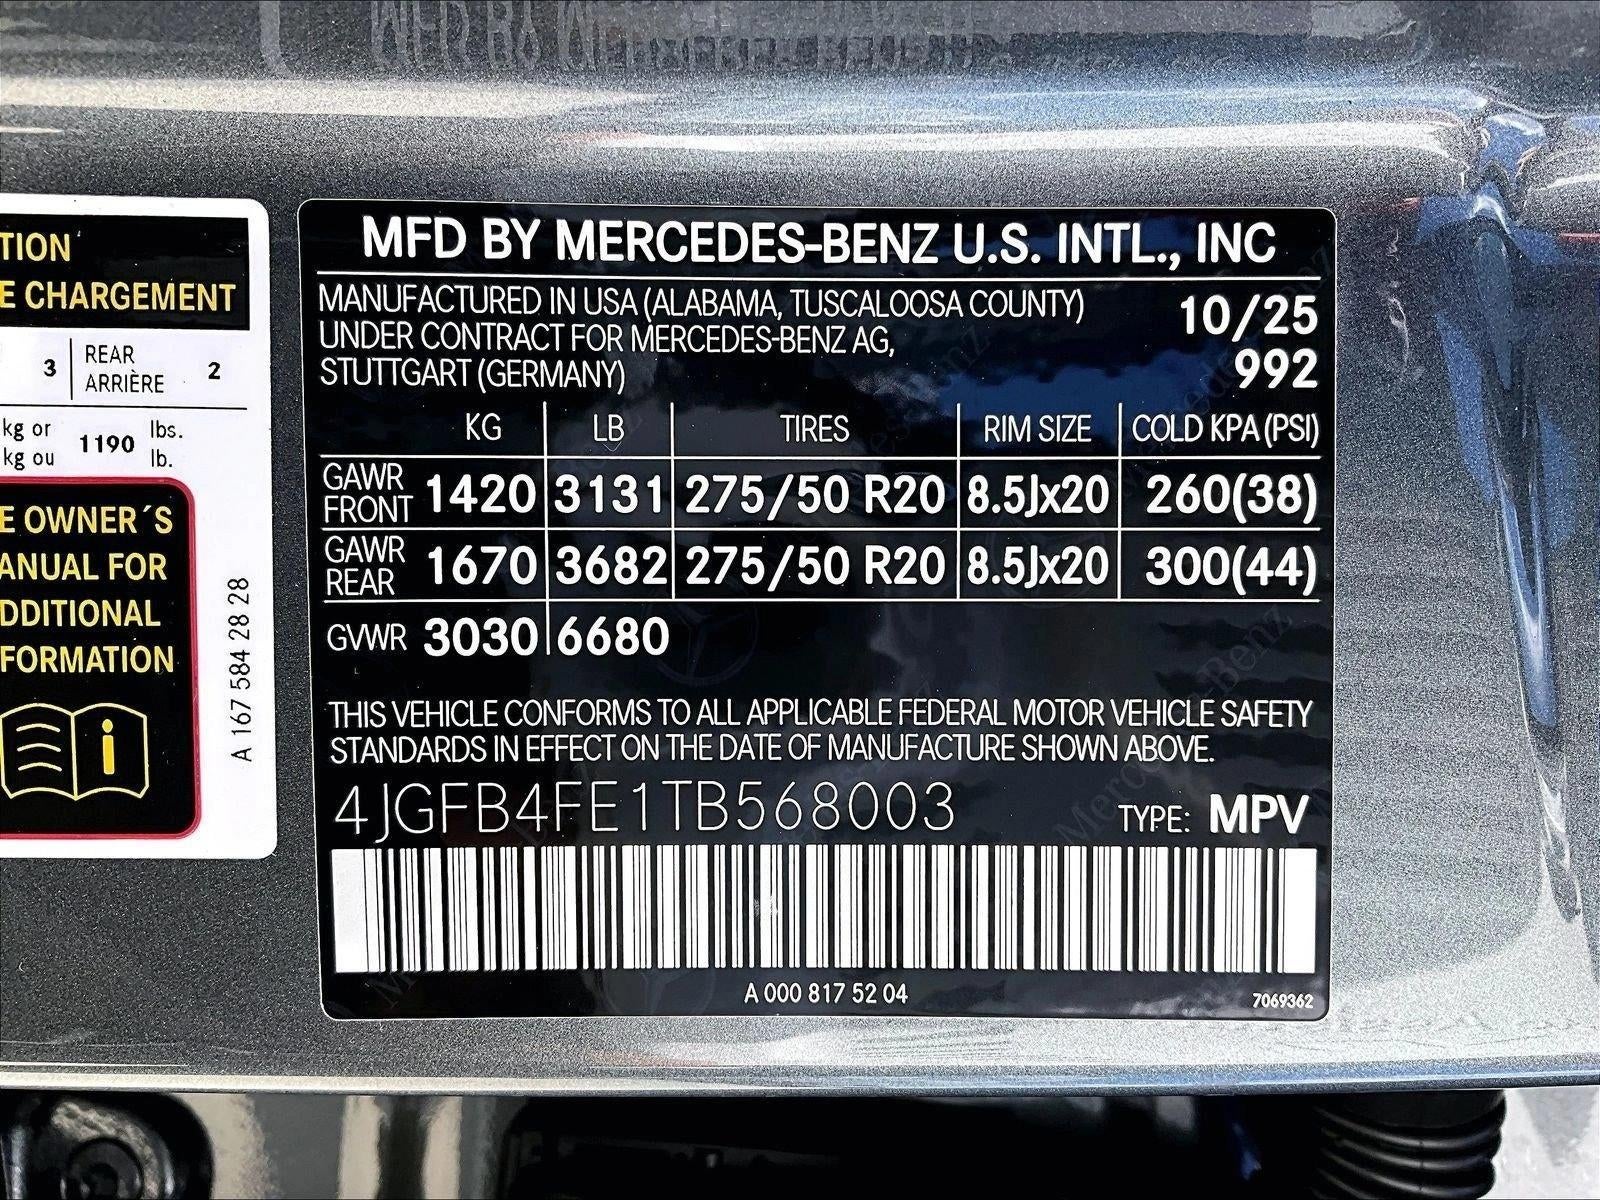 TION
E CHARGEMENT
3 REAR 2
ARRIÈRE
kg or 1190 lbs.
kg ou lb.
E OWNER´S
ANUAL FOR
DDITIONAL
FORMATION
i
A 167 584 28 28
MFD BY MERCEDES-BENZ U.S. INTL., INC
MANUFACTURED IN USA (ALABAMA, TUSCALOOSA COUNTY) 10/25
UNDER CONTRACT FOR MERCEDES-BENZ AG,
STUTTGART (GERMANY) 992
KG LB TIRES RIM SIZE COLD KPA (PSI)
GAWR FRONT 1420 3131 275/50 R20 8.5Jx20 260(38)
GAWR REAR 1670 3682 275/50 R20 8.5Jx20 300(44)
GVWR 3030 6680
THIS VEHICLE CONFORMS TO ALL APPLICABLE FEDERAL MOTOR VEHICLE SAFETY
STANDARDS IN EFFECT ON THE DATE OF MANUFACTURE SHOWN ABOVE.
4JGFB4FE1TB568003 TYPE: MPV
A 000 817 52 04
7069362